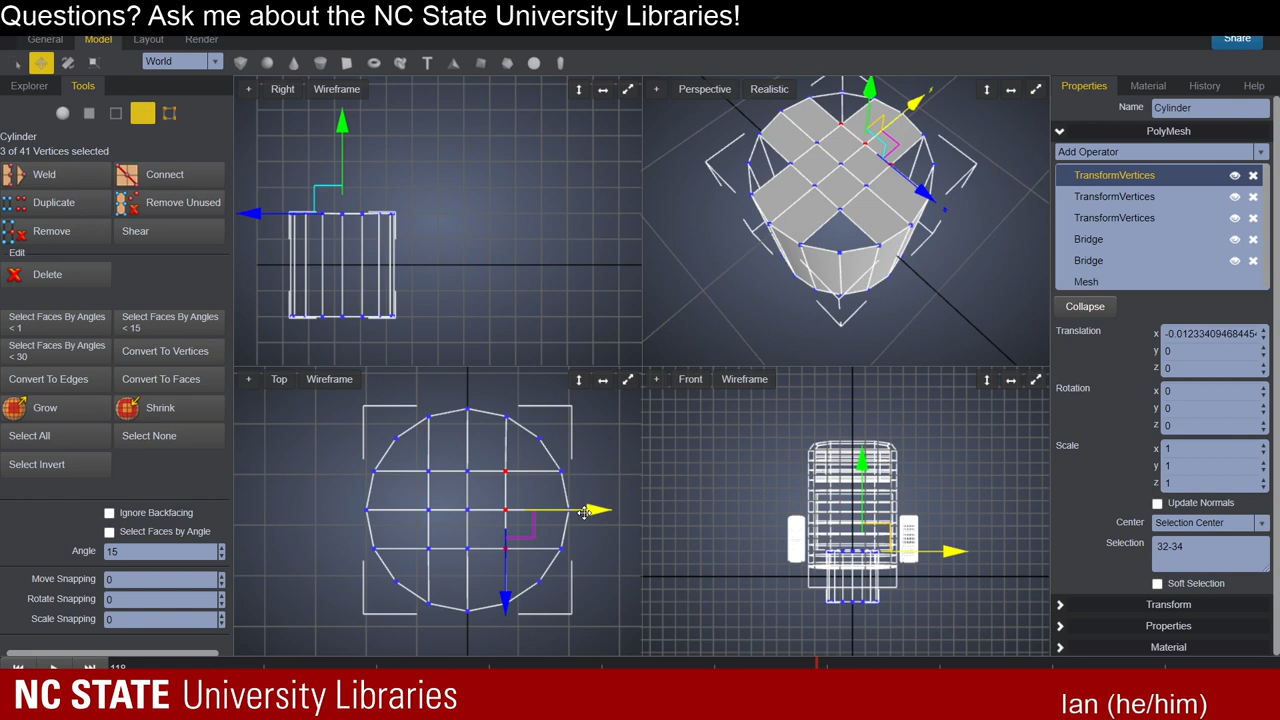 Questions? Ask me about the NC State University Libraries!
General Model Layout Render Share
World
Explorer Tools
Cylinder
3 of 41 Vertices selected
Weld Connect
Duplicate Remove Unused
Remove Shear
Edit
Delete
Select Faces By Angles < 1
Select Faces By Angles < 15
Select Faces By Angles < 30
Convert To Vertices
Convert To Edges Convert To Faces
Grow Shrink
Select All Select None
Select Invert
Ignore Backfacing
Select Faces by Angle
Angle 15
Move Snapping 0
Rotate Snapping 0
Scale Snapping 0
+ Right Wireframe
+ Perspective Realistic
+ Top Wireframe
+ Front Wireframe
Properties Material History Help
Name Cylinder
PolyMesh
Add Operator
TransformVertices
TransformVertices
TransformVertices
Bridge
Bridge
Mesh
Collapse
Translation x -0.012334094684454
y 0
z 0
Rotation x 0
y 0
z 0
Scale x 1
y 1
z 1
Update Normals
Center Selection Center
Selection 32-34
Soft Selection
Transform
Properties
Material
118
NC STATE University Libraries
Ian (he/him)